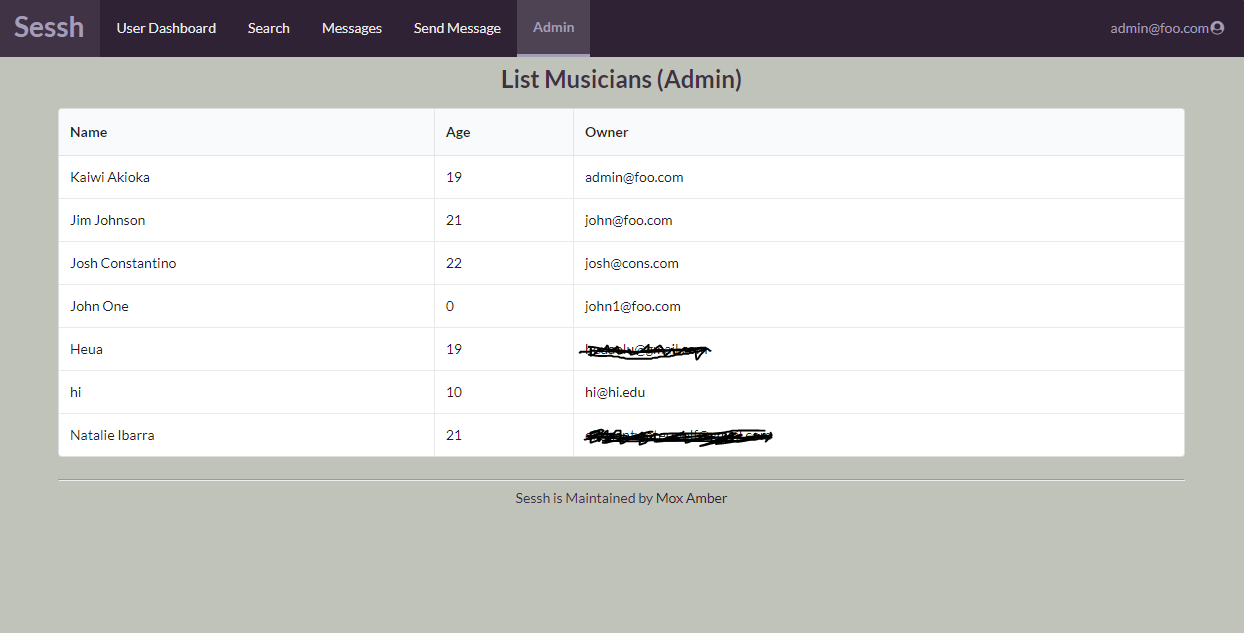 Sessh User Dashboard Search Messages Send Message Admin admin@foo.com
List Musicians (Admin)
Name Age Owner
Kaiwi Akioka 19 admin@foo.com
Jim Johnson 21 john@foo.com
Josh Constantino 22 josh@cons.com
John One 0 john1@foo.com
Heua 19
hi 10 hi@hi.edu
Natalie Ibarra 21
Sessh is Maintained by Mox Amber